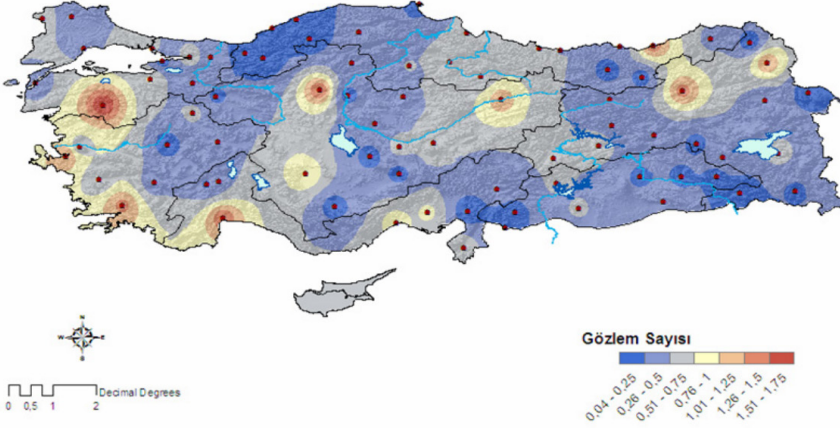 N
W E
S
Decimal Degrees
0 0,5 1 2
Gözlem Sayısı
0,04 - 0,25
0,26 - 0,5
0,51 - 0,75
0,76 - 1
1,01 - 1,25
1,26 - 1,5
1,51 - 1,75